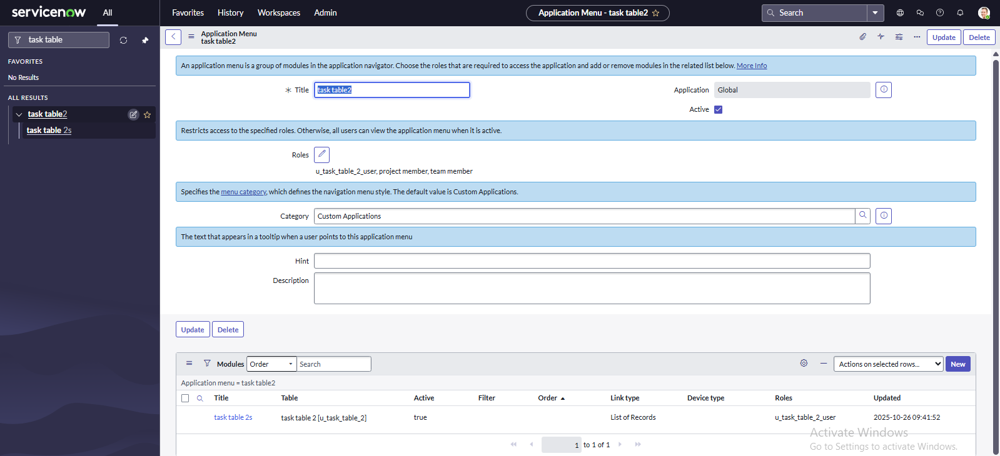 servicenow
All
Favorites
History
Workspaces
Admin
Application Menu - task table2
Search
task table
FAVORITES
No Results
ALL RESULTS
task table2
task table 2s
Application Menu
task table2
Update
Delete
An application menu is a group of modules in the application navigator. Choose the roles that are required to access the application and add or remove modules in the related list below. More Info
Title
task table2
Application
Global
Active
Restricts access to the specified roles. Otherwise, all users can view the application menu when it is active.
Roles
u_task_table_2_user, project member, team member
Specifies the menu category, which defines the navigation menu style. The default value is Custom Applications.
Category
Custom Applications
The text that appears in a tooltip when a user points to this application menu
Hint
Description
Update
Delete
Modules
Order
Search
Actions on selected rows...
New
Application menu = task table2
Title Table Active Filter Order Link type Device type Roles Updated
task table 2s task table 2 [u_task_table_2] true List of Records u_task_table_2_user 2025-10-26 09:41:52
1 to 1 of 1
Activate Windows
Go to Settings to activate Windows.